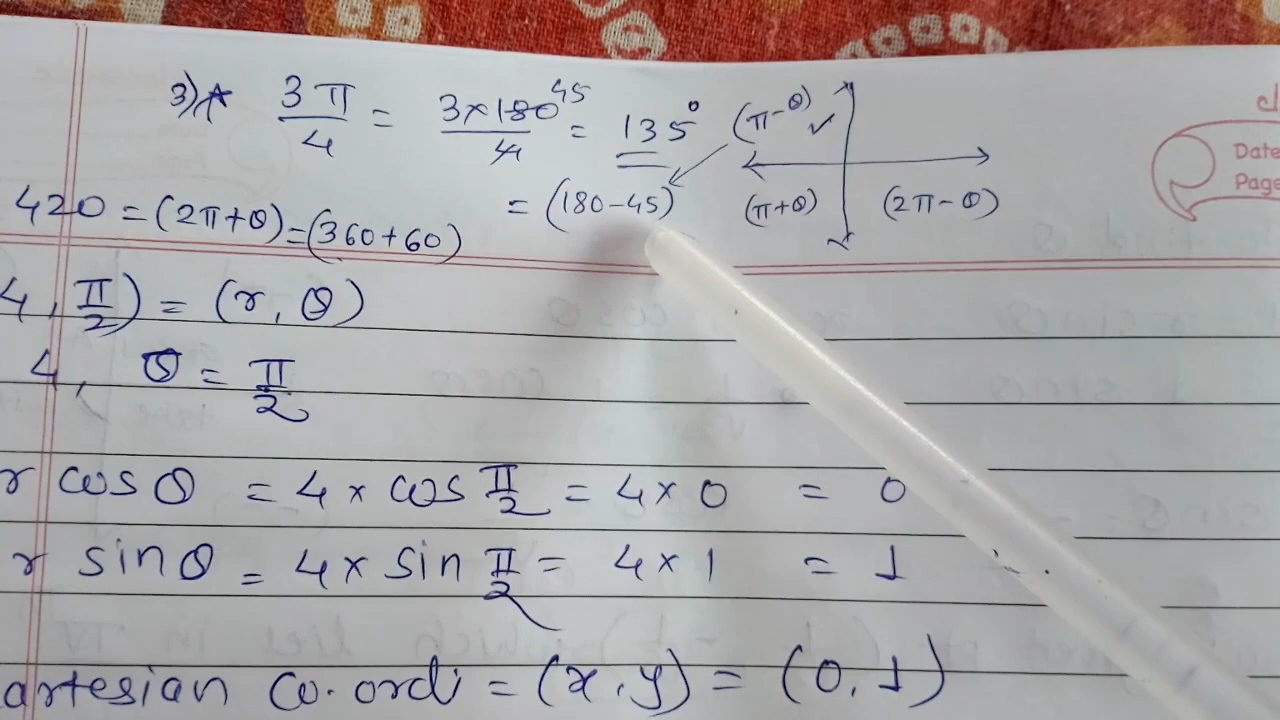 3) 3π/4 = 3×180/4 45 = 135° (π-θ) ✓
= (180-45) (π+θ) (2π-θ)
420 = (2π+θ) = (360+60)
4, π/2) = (r, θ)
4, θ = π/2
r cos θ = 4 × cos π/2 = 4 × 0 = 0
r sin θ = 4 × sin π/2 = 4 × 1 = 1
artesian co.ordi = (x, y) = (0, 1)
Date
Page